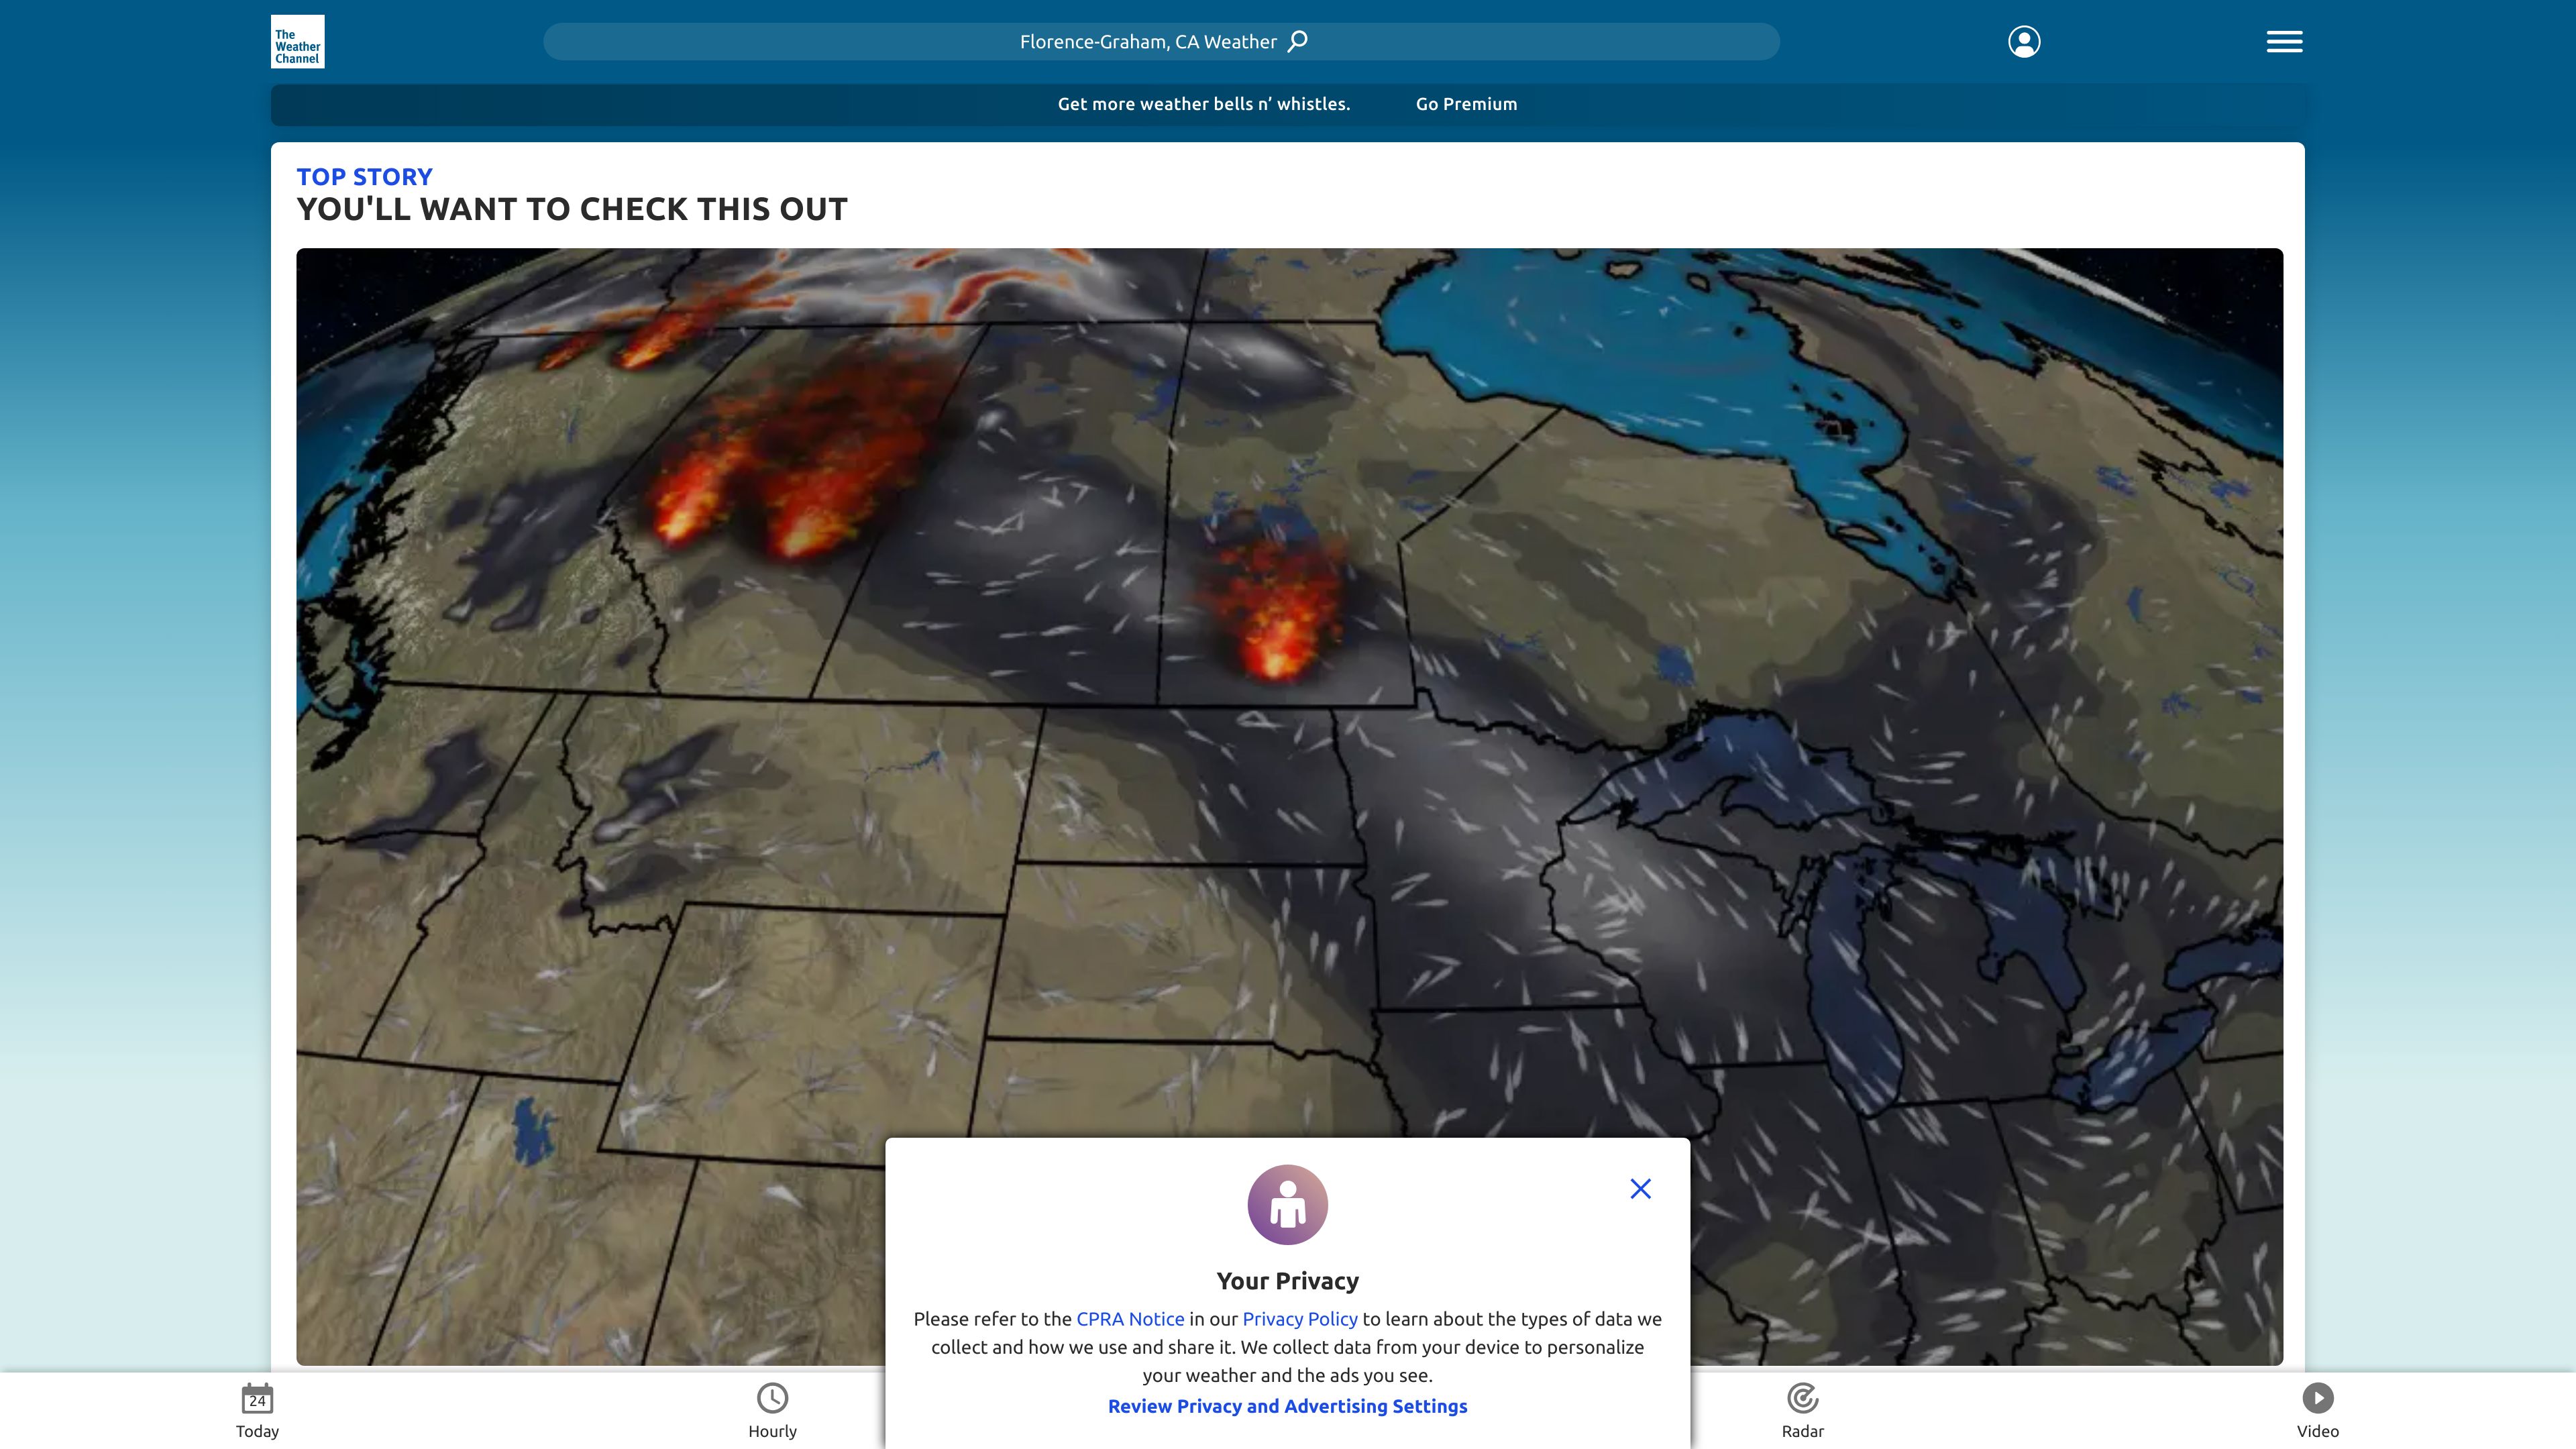 The
Weather
Channel
Florence-Graham, CA Weather
Get more weather bells n’ whistles. Go Premium
TOP STORY
YOU'LL WANT TO CHECK THIS OUT
Your Privacy
Please refer to the CPRA Notice in our Privacy Policy to learn about the types of data we
collect and how we use and share it. We collect data from your device to personalize
your weather and the ads you see.
Review Privacy and Advertising Settings
24
Today
Hourly
Radar
Video